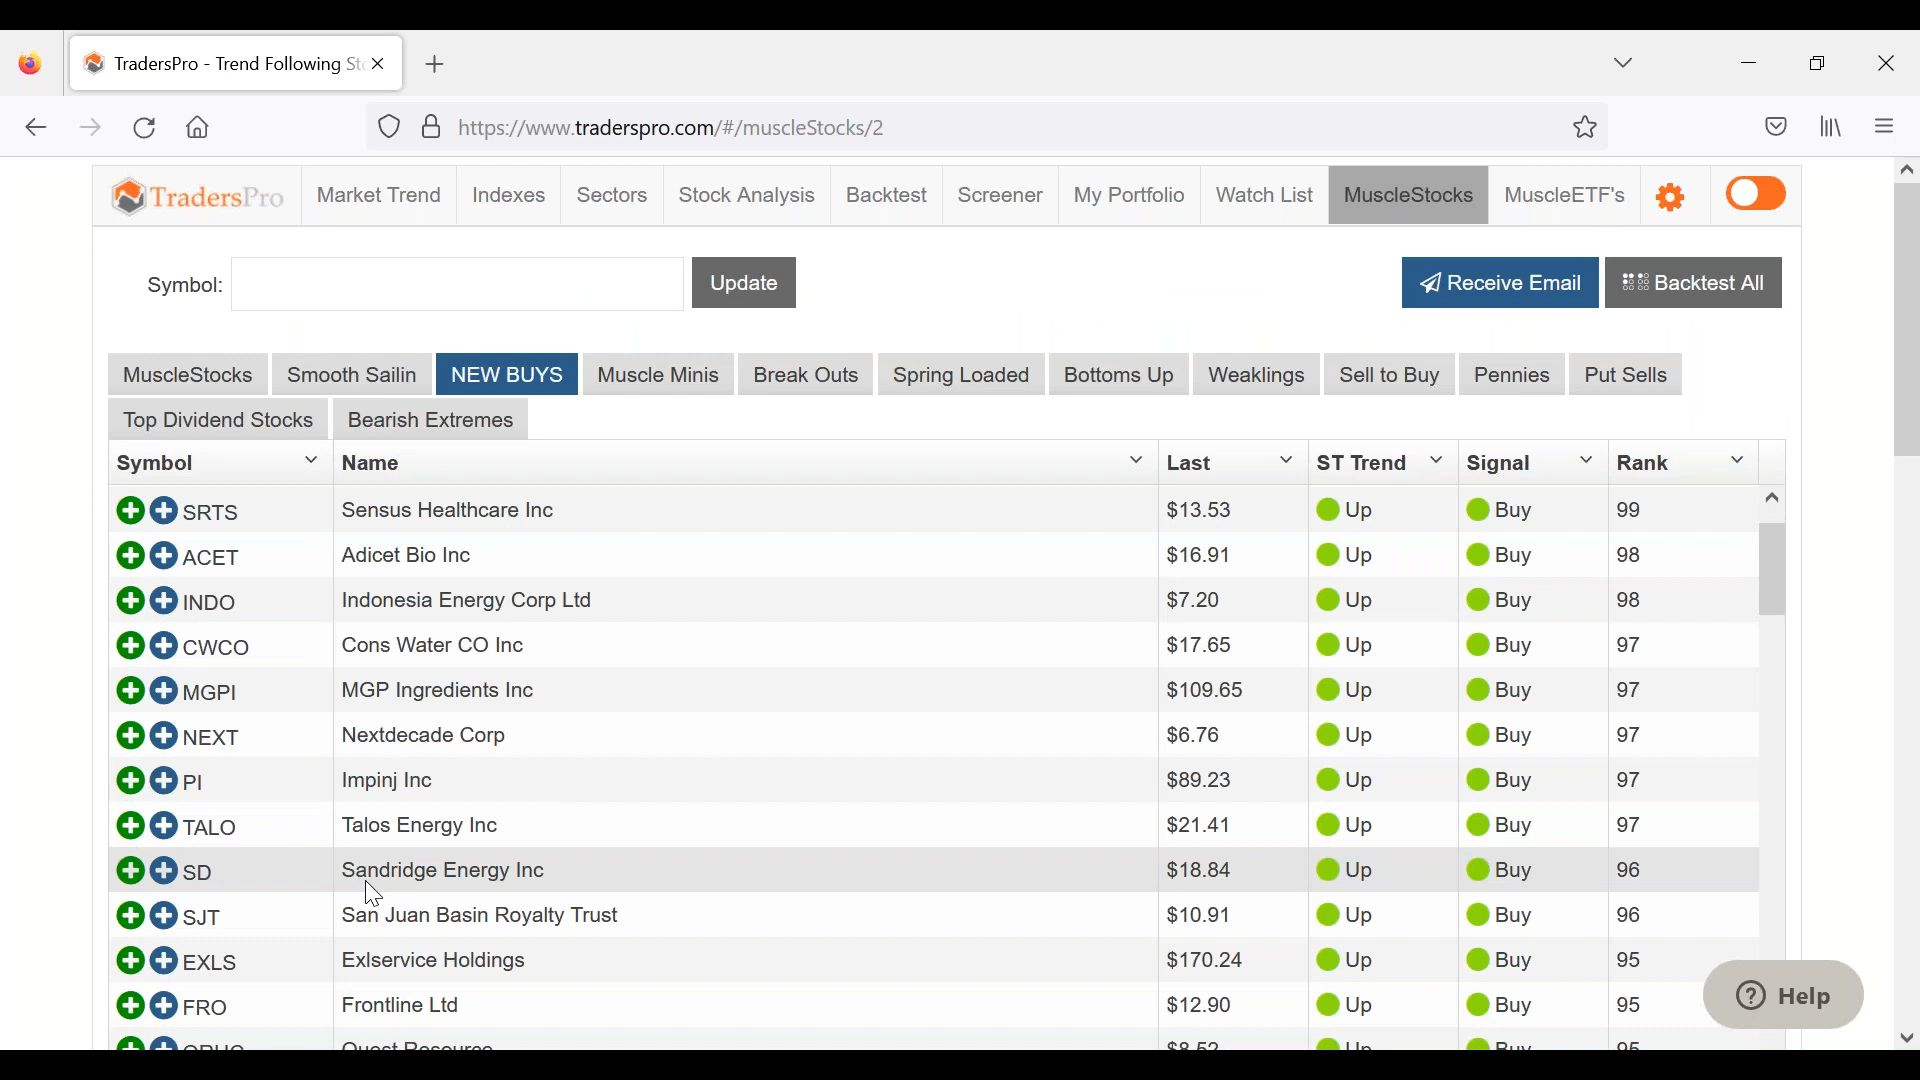 TradersPro - Trend Following Sto
https://www.traderspro.com/#/muscleStocks/2
TradersPro Market Trend Indexes Sectors Stock Analysis Backtest Screener My Portfolio Watch List MuscleStocks MuscleETF's
Symbol: Update Receive Email Backtest All
MuscleStocks Smooth Sailin NEW BUYS Muscle Minis Break Outs Spring Loaded Bottoms Up Weaklings Sell to Buy Pennies Put Sells
Top Dividend Stocks Bearish Extremes
Symbol Name Last ST Trend Signal Rank
SRTS Sensus Healthcare Inc $13.53 Up Buy 99
ACET Adicet Bio Inc $16.91 Up Buy 98
INDO Indonesia Energy Corp Ltd $7.20 Up Buy 98
CWCO Cons Water CO Inc $17.65 Up Buy 97
MGPI MGP Ingredients Inc $109.65 Up Buy 97
NEXT Nextdecade Corp $6.76 Up Buy 97
PI Impinj Inc $89.23 Up Buy 97
TALO Talos Energy Inc $21.41 Up Buy 97
SD Sandridge Energy Inc $18.84 Up Buy 96
SJT San Juan Basin Royalty Trust $10.91 Up Buy 96
EXLS Exlservice Holdings $170.24 Up Buy 95
FRO Frontline Ltd $12.90 Up Buy 95
Quest Resource $8.52 Up Buy 95
Help